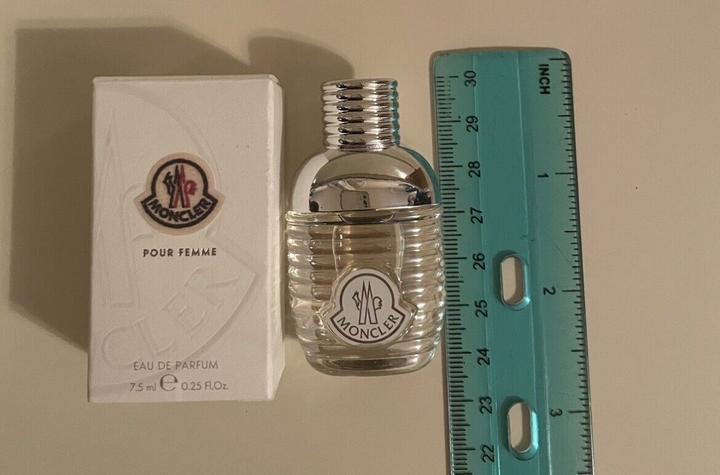 MONCLER
POUR FEMME
CLER
EAU DE PARFUM
7.5 ml e 0.25 Fl.Oz.
MONCLER
INCH
1
2
3
30
29
28
27
26
25
24
23
22